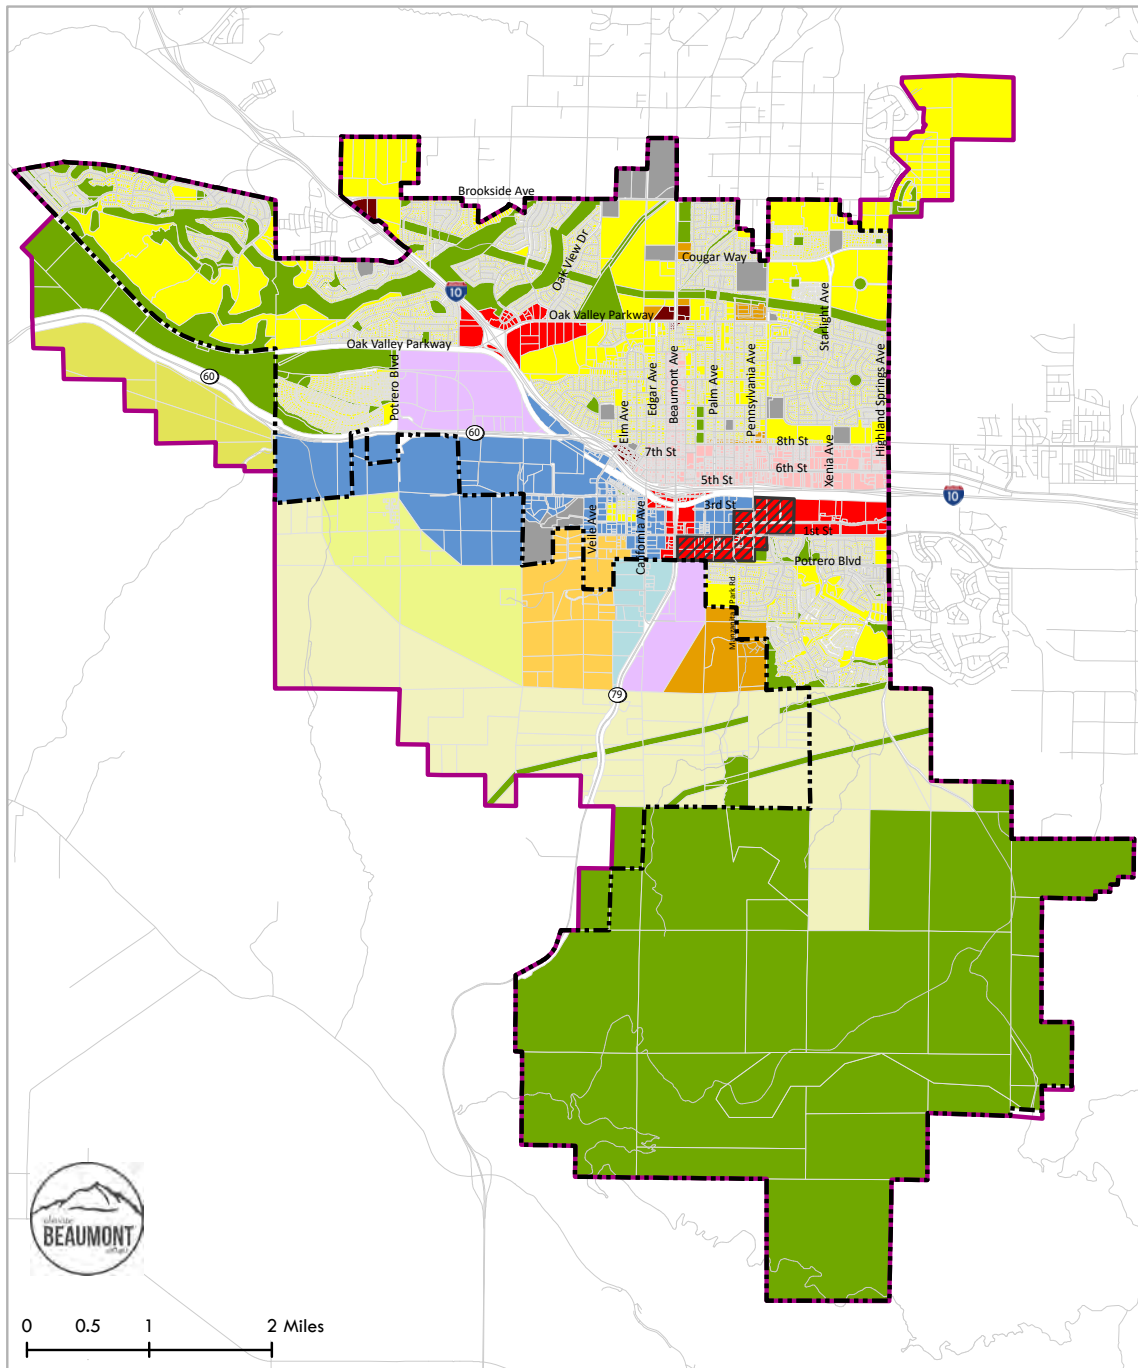 Brookside Ave
Oak View Dr
Cougar Way
10
Oak Valley Parkway
Starlight Ave
Oak Valley Parkway
60
Potrero Blvd
Elm Ave
Edgar Ave
Beaumont Ave
Palm Ave
Pennsylvania Ave
Highland Springs Ave
60
8th St
7th St
6th St
Xenia Ave
5th St
10
3rd St
Veile Ave
California Ave
1st St
Potrero Blvd
Manzanita Park Rd
79
BEAUMONT
0 0.5 1 2 Miles